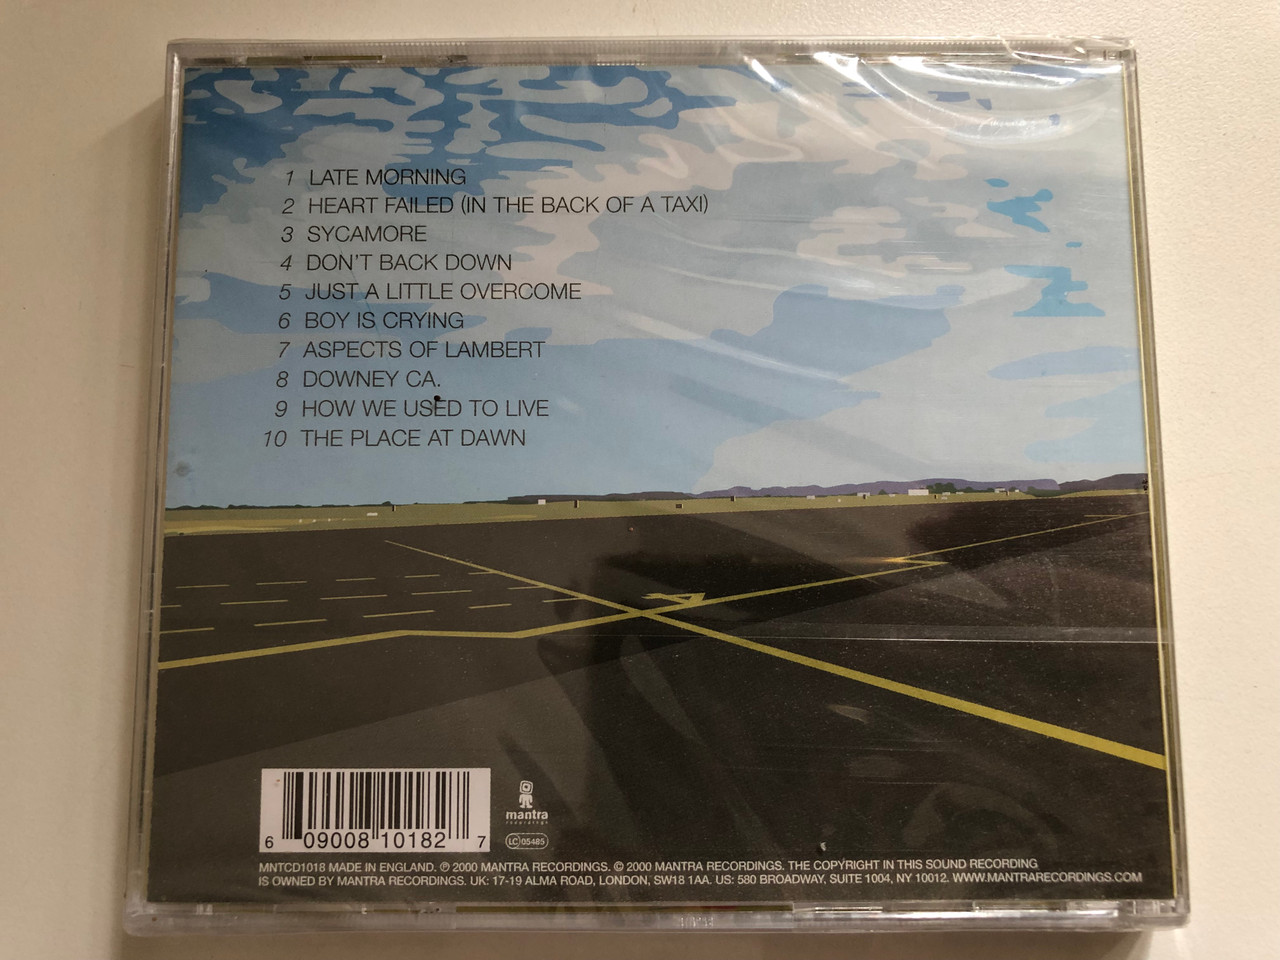 1 LATE MORNING
2 HEART FAILED (IN THE BACK OF A TAXI)
3 SYCAMORE
4 DON'T BACK DOWN
5 JUST A LITTLE OVERCOME
6 BOY IS CRYING
7 ASPECTS OF LAMBERT
8 DOWNEY CA.
9 HOW WE USED TO LIVE
10 THE PLACE AT DAWN
4
6 09008 10182 7
mantra
recordings
LC 05485
MNTCD1018 MADE IN ENGLAND. ℗ 2000 MANTRA RECORDINGS. © 2000 MANTRA RECORDINGS. THE COPYRIGHT IN THIS SOUND RECORDING
IS OWNED BY MANTRA RECORDINGS. UK: 17-19 ALMA ROAD, LONDON, SW18 1AA. US: 580 BROADWAY, SUITE 1004, NY 10012. WWW.MANTRARECORDINGS.COM